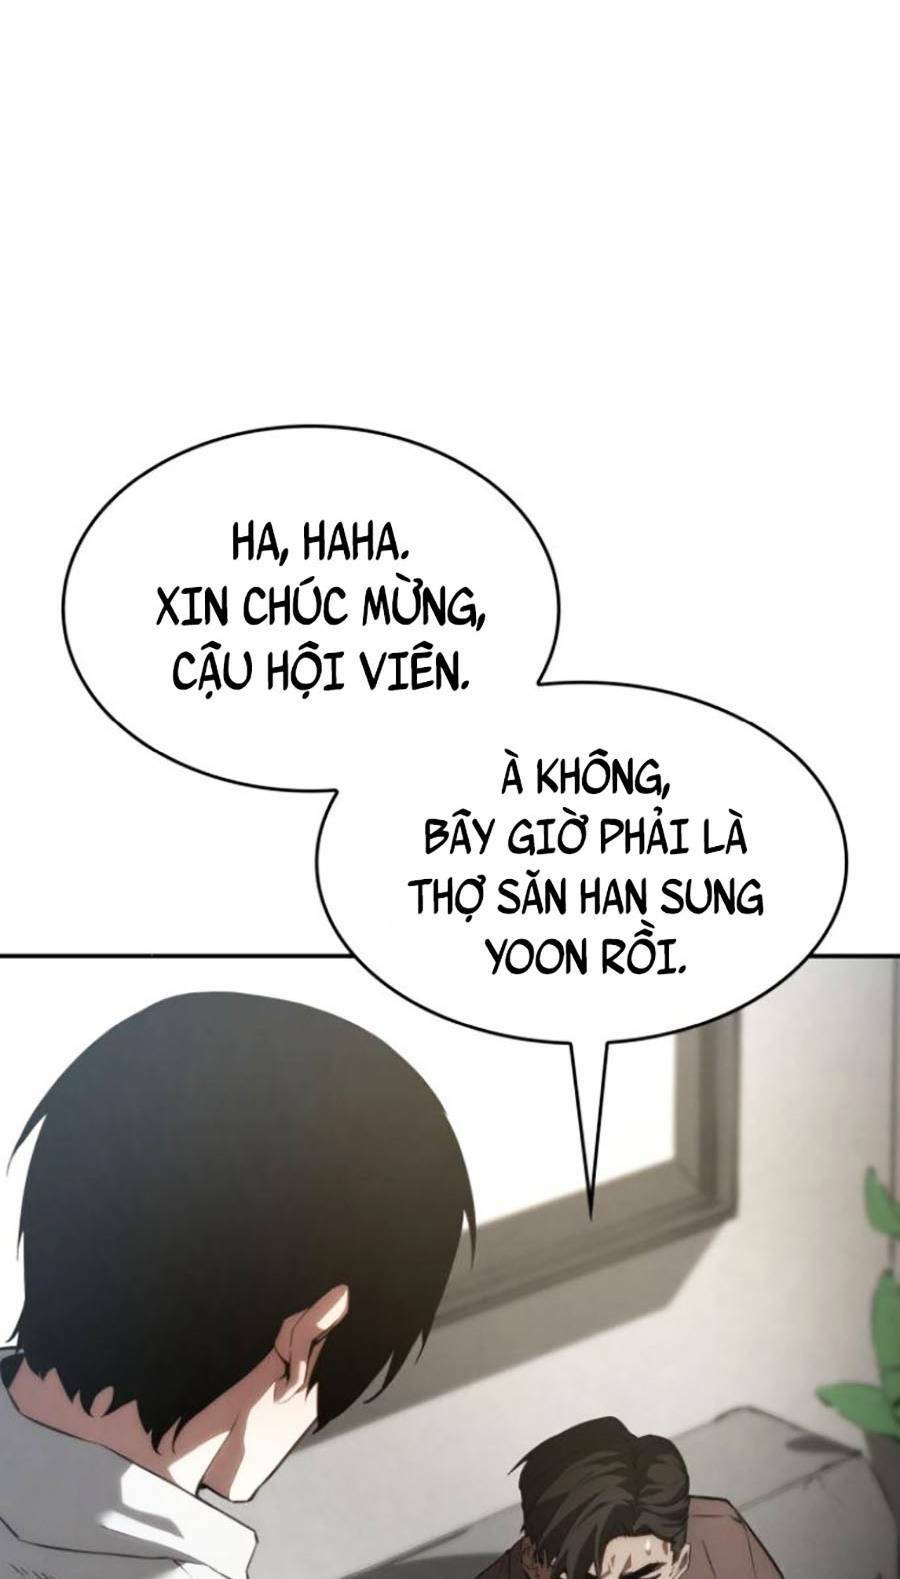 HA, HAHA.
XIN CHÚC MỪNG,
CẬU HỘI VIÊN.
À KHÔNG,
BÂY GIỜ PHẢI LÀ
THỢ SĂN HAN SUNG
YOON RỒI.